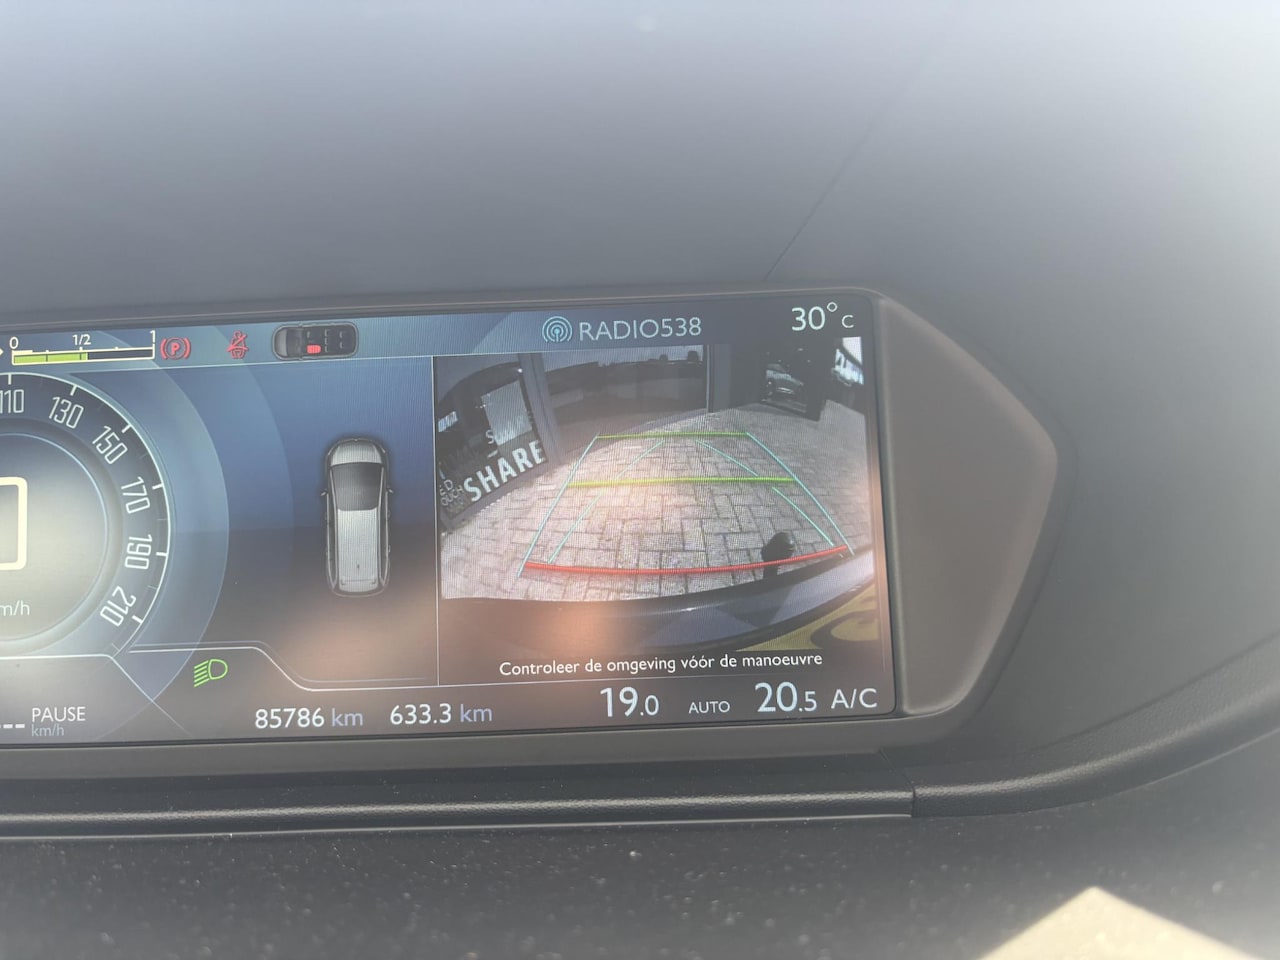 0 1/2 1
RADIO538
30°C
110
130
150
170
190
210
0
m/h
SHARE
Controleer de omgeving vóór de manoeuvre
PAUSE
km/h
85786 km 633.3 km
19.0 AUTO 20.5 A/C